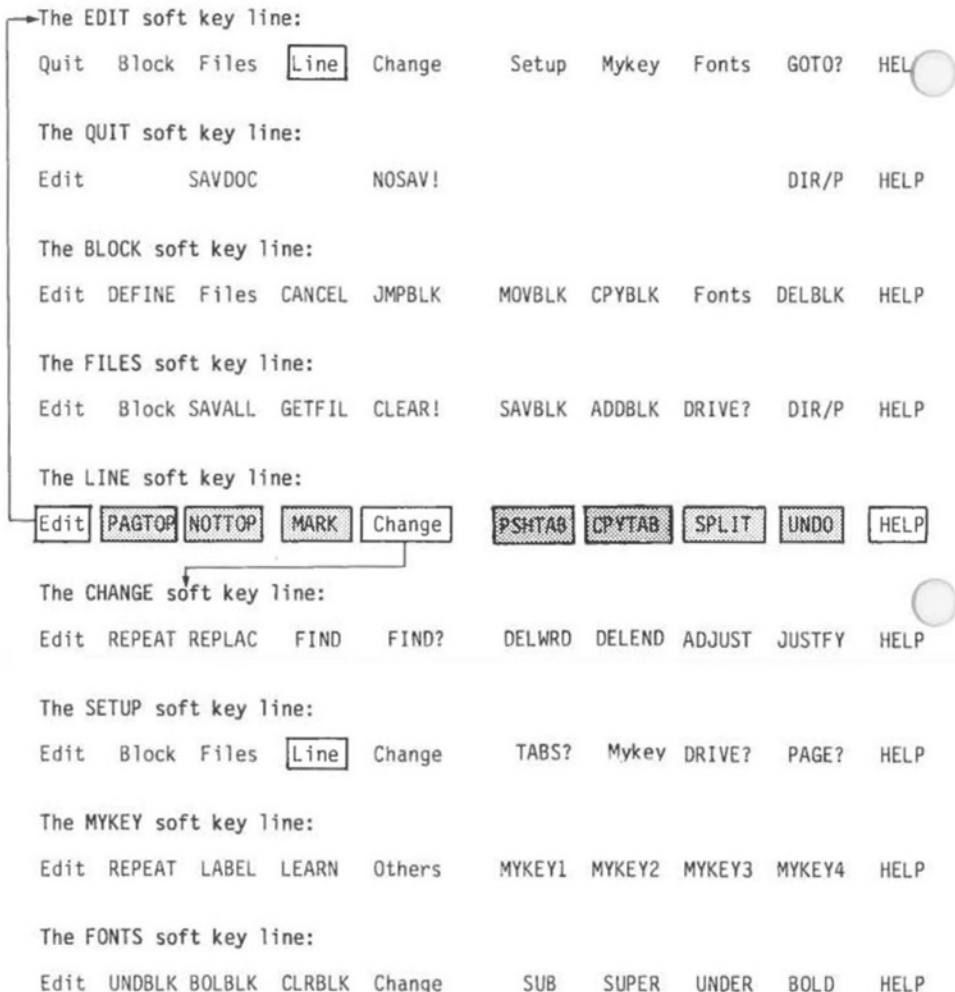 The EDIT soft key line:
Quit Block Files Line Change Setup Mykey Fonts GOTO? HEL
The QUIT soft key line:
Edit SAVDOC NOSAV! DIR/P HELP
The BLOCK soft key line:
Edit DEFINE Files CANCEL JMPBLK MOVBLK CPYBLK Fonts DELBLK HELP
The FILES soft key line:
Edit Block SAVALL GETFIL CLEAR! SAVBLK ADDBLK DRIVE? DIR/P HELP
The LINE soft key line:
Edit PAGTOP NOTTOP MARK Change PSHTAB CPYTAB SPLIT UNDO HELP
The CHANGE soft key line:
Edit REPEAT REPLAC FIND FIND? DELWRD DELEND ADJUST JUSTFY HELP
The SETUP soft key line:
Edit Block Files Line Change TABS? Mykey DRIVE? PAGE? HELP
The MYKEY soft key line:
Edit REPEAT LABEL LEARN Others MYKEY1 MYKEY2 MYKEY3 MYKEY4 HELP
The FONTS soft key line:
Edit UNDBLK BOLBLK CLRBLK Change SUB SUPER UNDER BOLD HELP